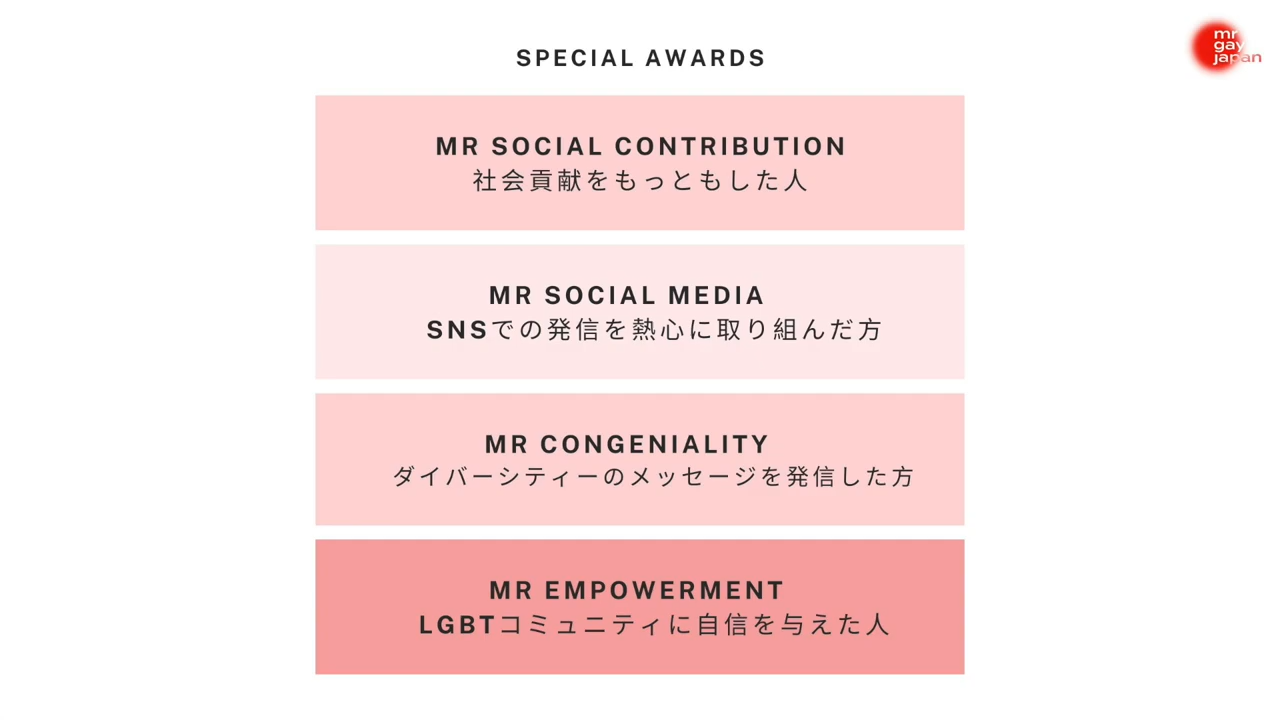 SPECIAL AWARDS
mr
gay
japan
MR SOCIAL CONTRIBUTION
社会貢献をもっともした人
MR SOCIAL MEDIA
SNSでの発信を熱心に取り組んだ方
MR CONGENIALITY
ダイバーシティーのメッセージを発信した方
MR EMPOWERMENT
LGBTコミュニティに自信を与えた人